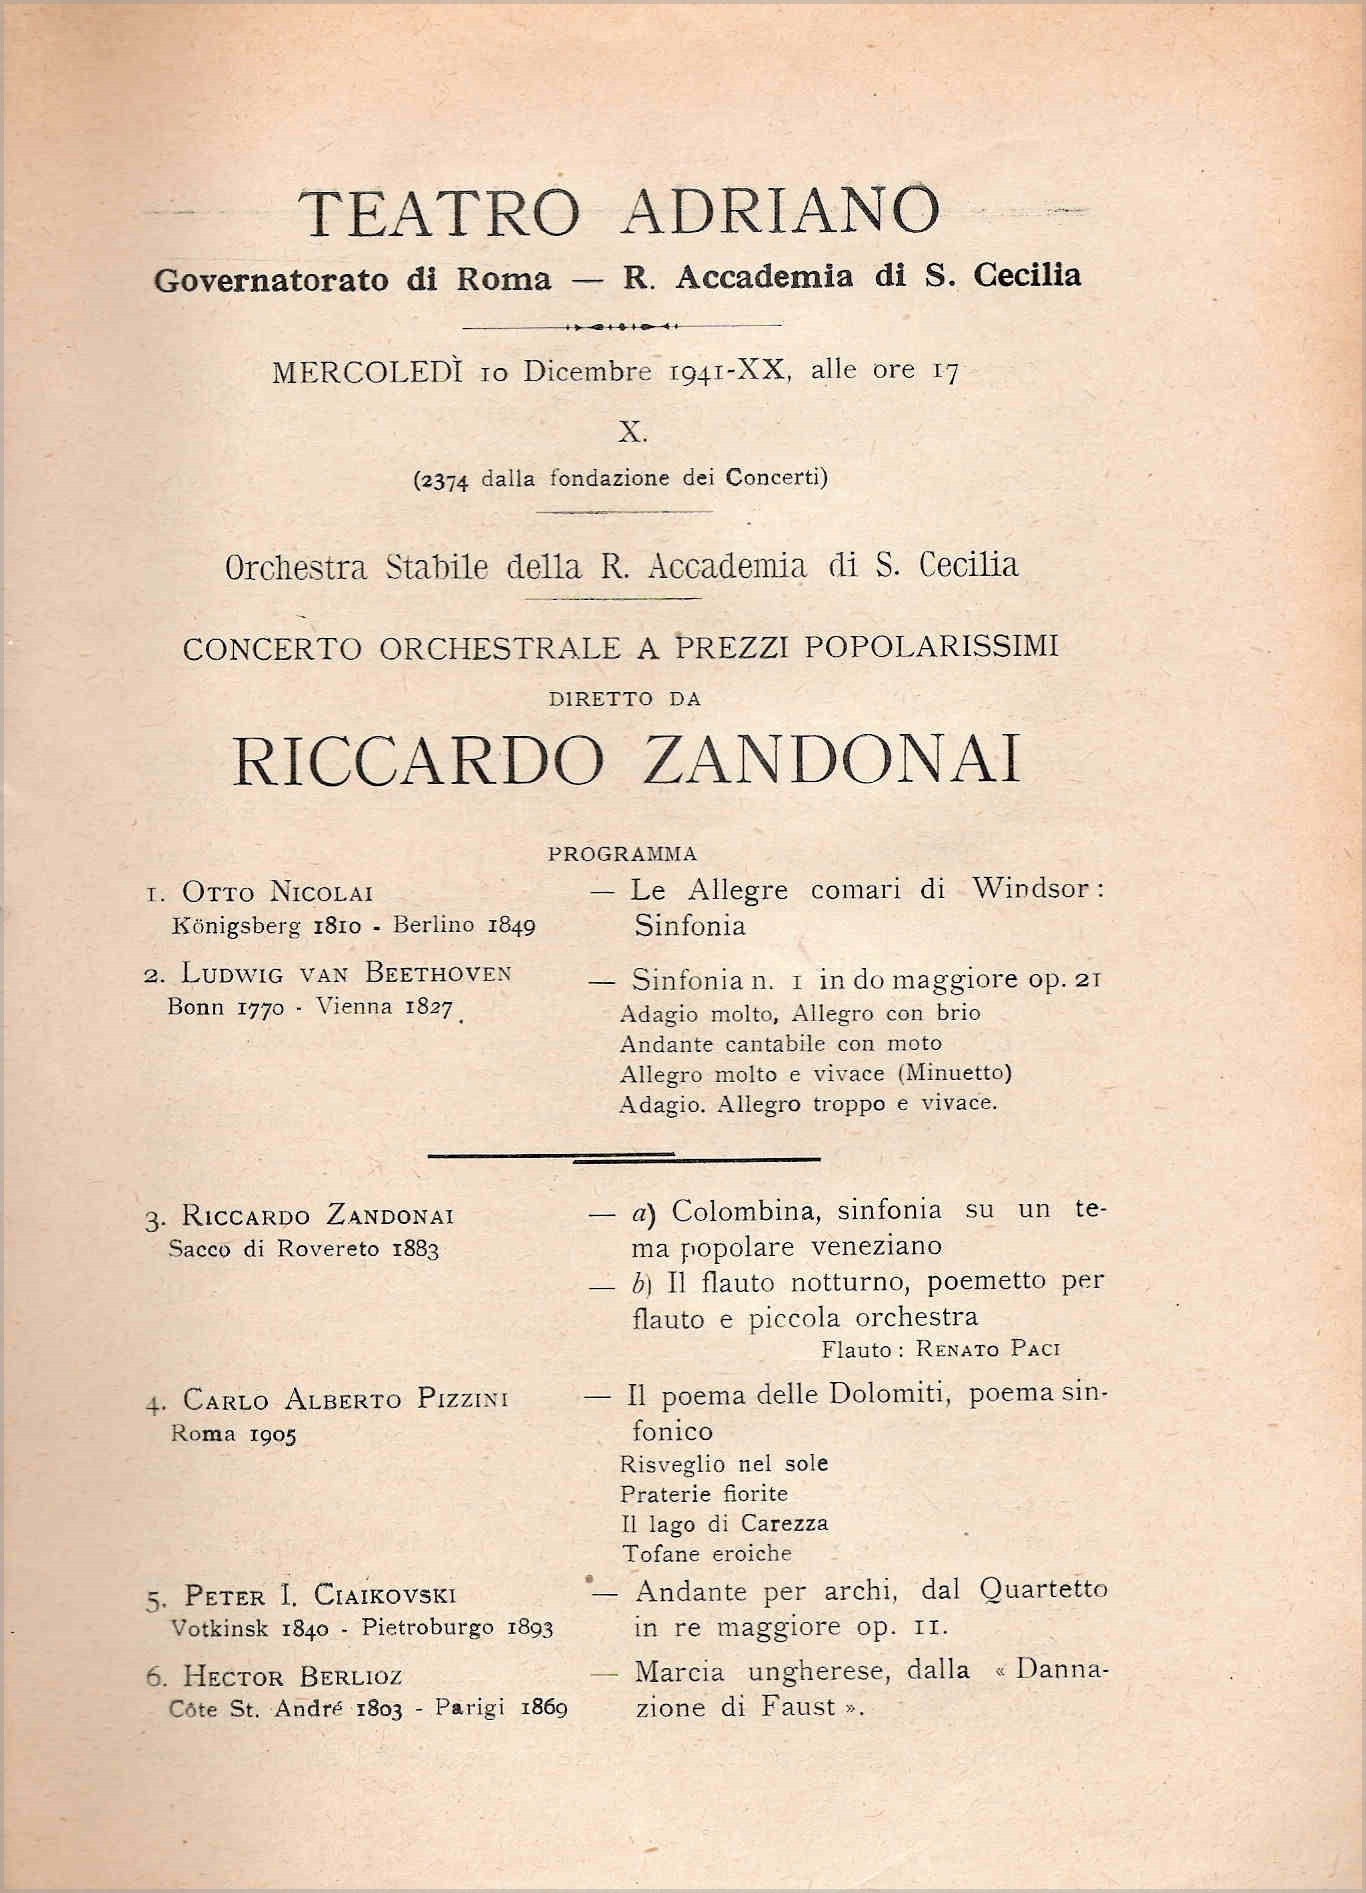 TEATRO ADRIANO
Governatorato di Roma — R. Accademia di S. Cecilia
MERCOLEDÌ 10 Dicembre 1941-XX, alle ore 17
X.
(2374 dalla fondazione dei Concerti)
Orchestra Stabile della R. Accademia di S. Cecilia
CONCERTO ORCHESTRALE A PREZZI POPOLARISSIMI
DIRETTO DA
RICCARDO ZANDONAI
PROGRAMMA
1. OTTO NICOLAI — Le Allegre comari di Windsor:
Königsberg 1810 - Berlino 1849 Sinfonia
2. LUDWIG VAN BEETHOVEN — Sinfonia n. 1 in do maggiore op. 21
Bonn 1770 - Vienna 1827 Adagio molto, Allegro con brio
Andante cantabile con moto
Allegro molto e vivace (Minuetto)
Adagio. Allegro troppo e vivace.
3. RICCARDO ZANDONAI — a) Colombina, sinfonia su un te-
Sacco di Rovereto 1883 ma popolare veneziano
— b) Il flauto notturno, poemetto per
flauto e piccola orchestra
Flauto: RENATO PACI
4. CARLO ALBERTO PIZZINI — Il poema delle Dolomiti, poema sin-
Roma 1905 fonico
Risveglio nel sole
Praterie fiorite
Il lago di Carezza
Tofane eroiche
5. PETER I. CIAIKOVSKI — Andante per archi, dal Quartetto
Votkinsk 1840 - Pietroburgo 1893 in re maggiore op. 11.
6. HECTOR BERLIOZ — Marcia ungherese, dalla « Danna-
Côte St. André 1803 - Parigi 1869 zione di Faust ».